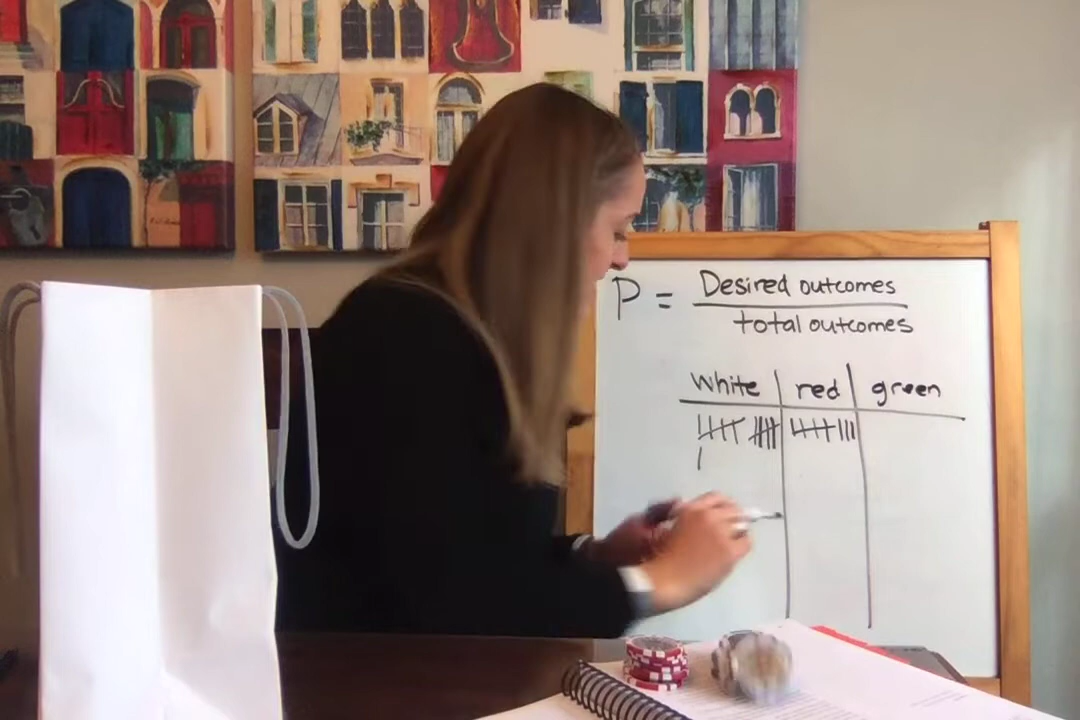 P = Desired outcomes
total outcomes
white red green